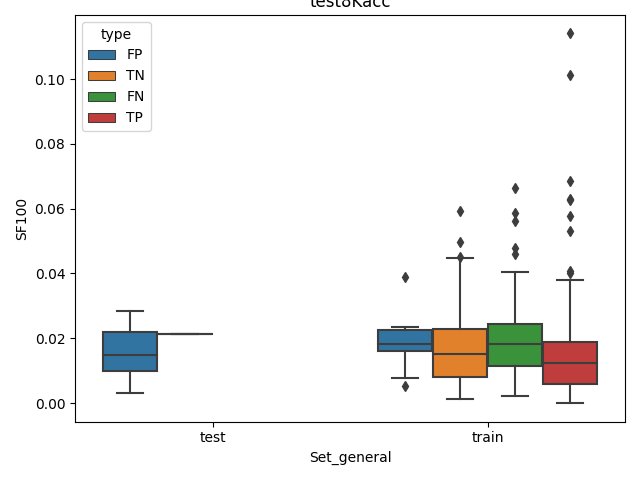 test8Kacc
type
FP
TN
FN
TP
0.10
0.08
0.06
0.04
0.02
0.00
SF100
test
train
Set_general